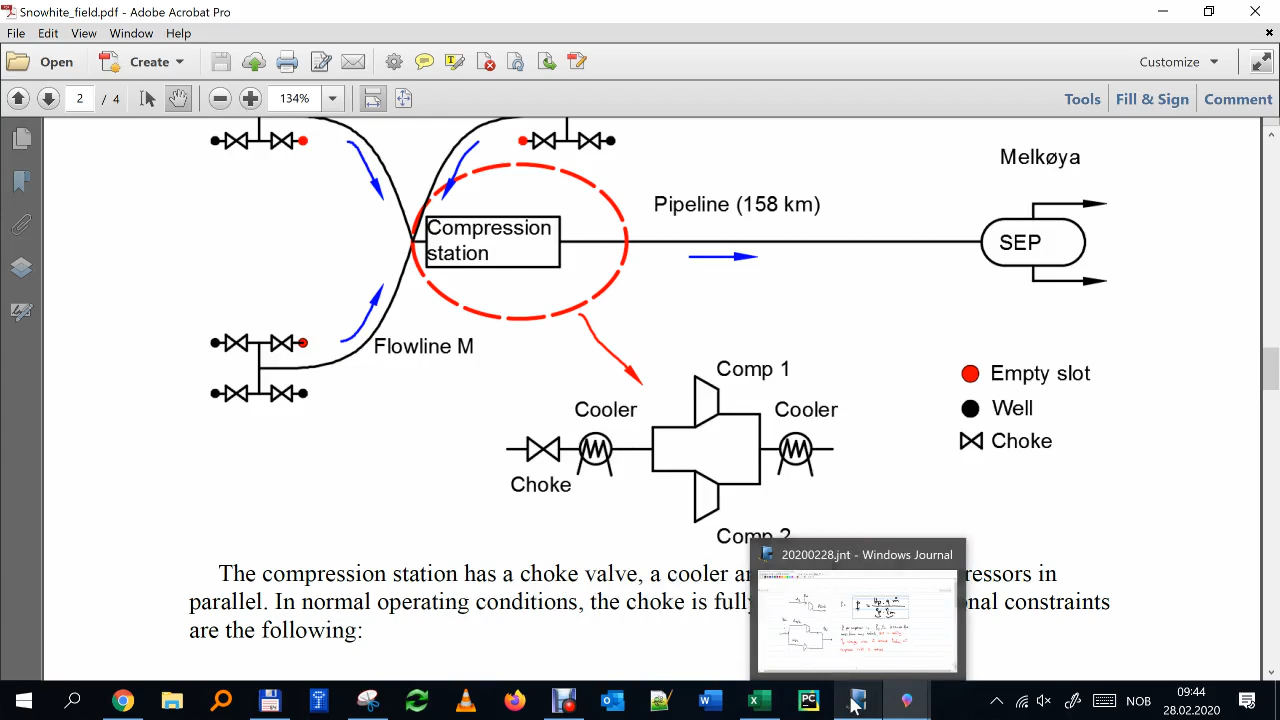 Snowhite_field.pdf - Adobe Acrobat Pro
File Edit View Window Help
Open Create Customize
2 / 4 134% Tools Fill & Sign Comment
Melkøya
Pipeline (158 km)
Compression
station
SEP
Flowline M
Comp 1
Empty slot
Cooler Cooler
Well
Choke
Choke
Comp 2
20200228.jnt - Windows Journal
The compression station has a choke valve, a cooler an ressors in
parallel. In normal operating conditions, the choke is fully onal constraints
are the following:
NOB
09:44
28.02.2020